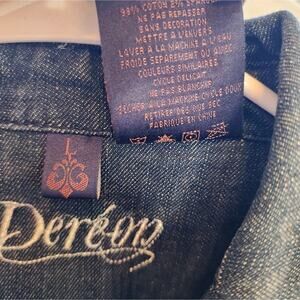 98% COTON 2% SPANDEX
NE PAS REPASSER
SANS DECORATION
METTRE A L'ENVERS
LAVER A LA MACHINE A L'EAU
FROIDE SEPAREMENT OU AVEC
COULEURS SIMILAIRES
CYCLE DELICAT
NE PAS BLANCHIR
SECHER A LA MACHINE CYCLE DOUX
RETIRER DES QUE SEC
FABRIQUE EN CHINE
L
Deréon